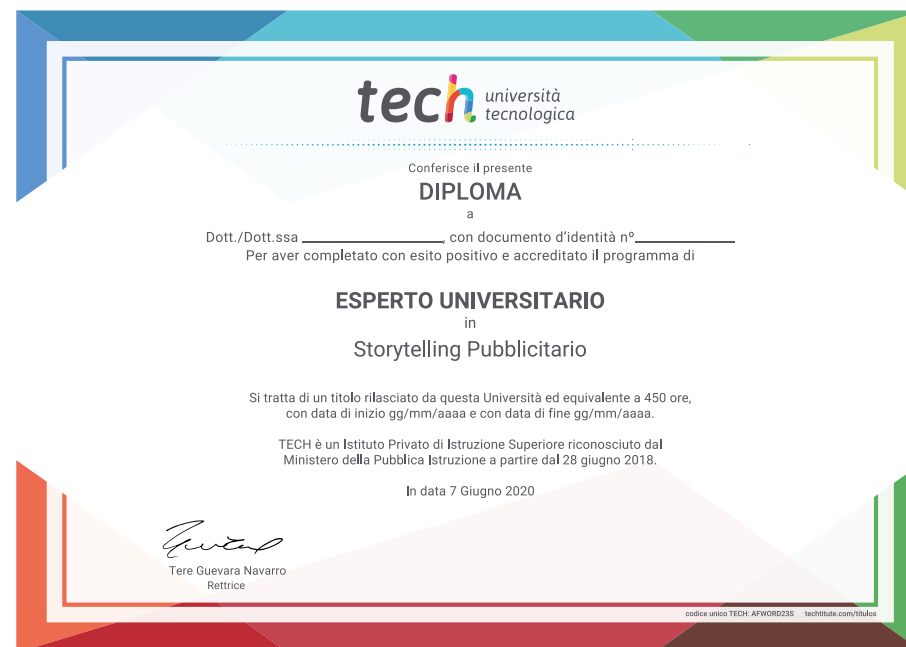 tech università
tecnologica
Conferisce il presente
DIPLOMA
a
Dott./Dott.ssa ____________________, con documento d'identità nº______________
Per aver completato con esito positivo e accreditato il programma di
ESPERTO UNIVERSITARIO
in
Storytelling Pubblicitario
Si tratta di un titolo rilasciato da questa Università ed equivalente a 450 ore,
con data di inizio gg/mm/aaaa e con data di fine gg/mm/aaaa.
TECH è un Istituto Privato di Istruzione Superiore riconosciuto dal
Ministero della Pubblica Istruzione a partire dal 28 giugno 2018.
In data 7 Giugno 2020
Tere Guevara Navarro
Rettrice
codice unico TECH: AFWORD23S techtitute.com/titulos